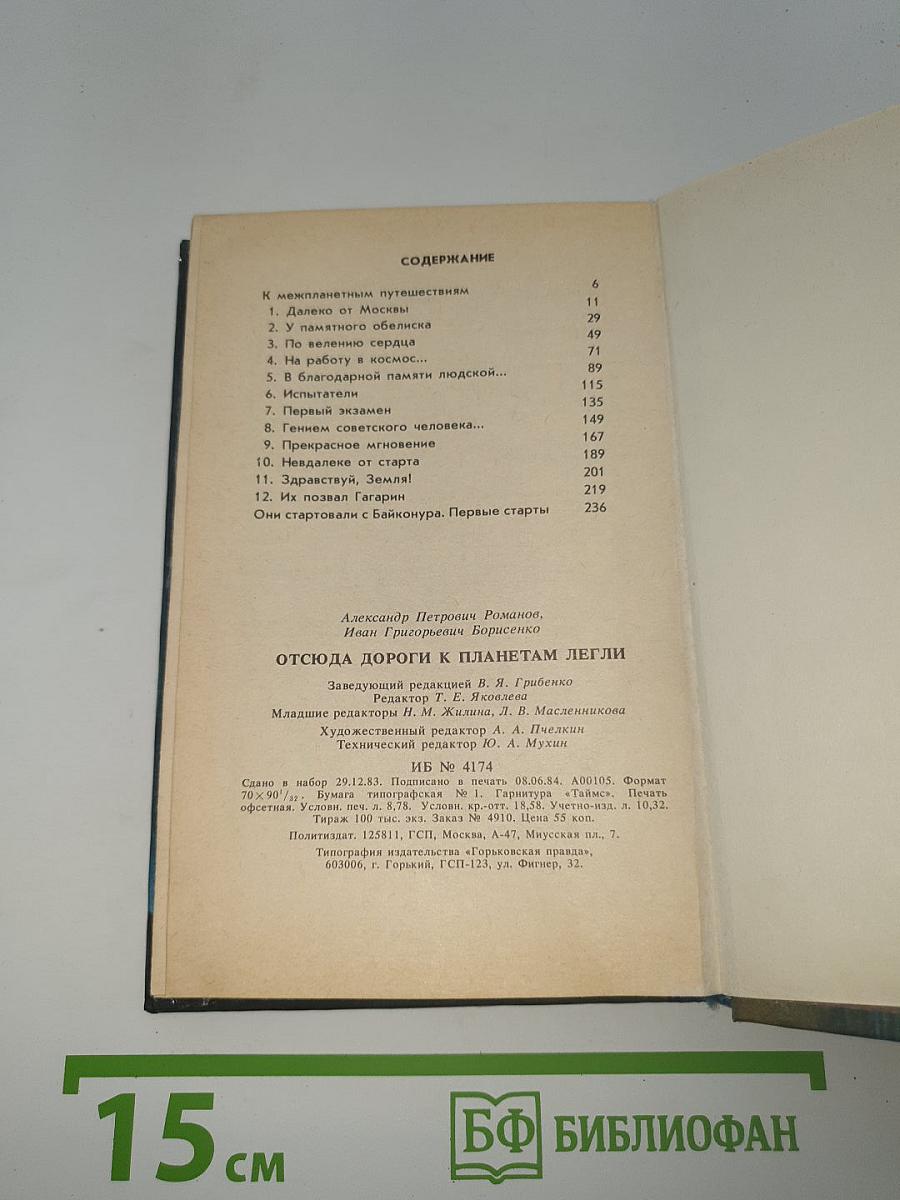 СОДЕРЖАНИЕ
К межпланетным путешествиям 6
1. Далеко от Москвы 11
2. У памятного обелиска 29
3. По велению сердца 49
4. На работу в космос... 71
5. В благодарной памяти людской... 89
6. Испытатели 115
7. Первый экзамен 135
8. Гением советского человека... 149
9. Прекрасное мгновение 167
10. Невдалеке от старта 189
11. Здравствуй, Земля! 201
12. Их позвал Гагарин 219
Они стартовали с Байконура. Первые старты 236
Александр Петрович Романов,
Иван Григорьевич Борисенко
ОТСЮДА ДОРОГИ К ПЛАНЕТАМ ЛЕГЛИ
Заведующий редакцией В. Я. Грибенко
Редактор Т. Е. Яковлева
Младшие редакторы Н. М. Жилина, Л. В. Масленникова
Художественный редактор А. А. Пчелкин
Технический редактор Ю. А. Мухин
ИБ № 4174
Сдано в набор 29.12.83. Подписано в печать 08.06.84. А00105. Формат
70×90¹/₃₂. Бумага типографская № 1. Гарнитура «Таймс». Печать
офсетная. Условн. печ. л. 8,78. Условн. кр.-отт. 18,58. Учетно-изд. л. 10,32.
Тираж 100 тыс. экз. Заказ № 4910. Цена 55 коп.
Политиздат. 125811, ГСП, Москва, А-47, Миусская пл., 7.
Типография издательства «Горьковская правда»,
603006, г. Горький, ГСП-123, ул. Фигнер, 32.
15 см
БФ БИБЛИОФАН